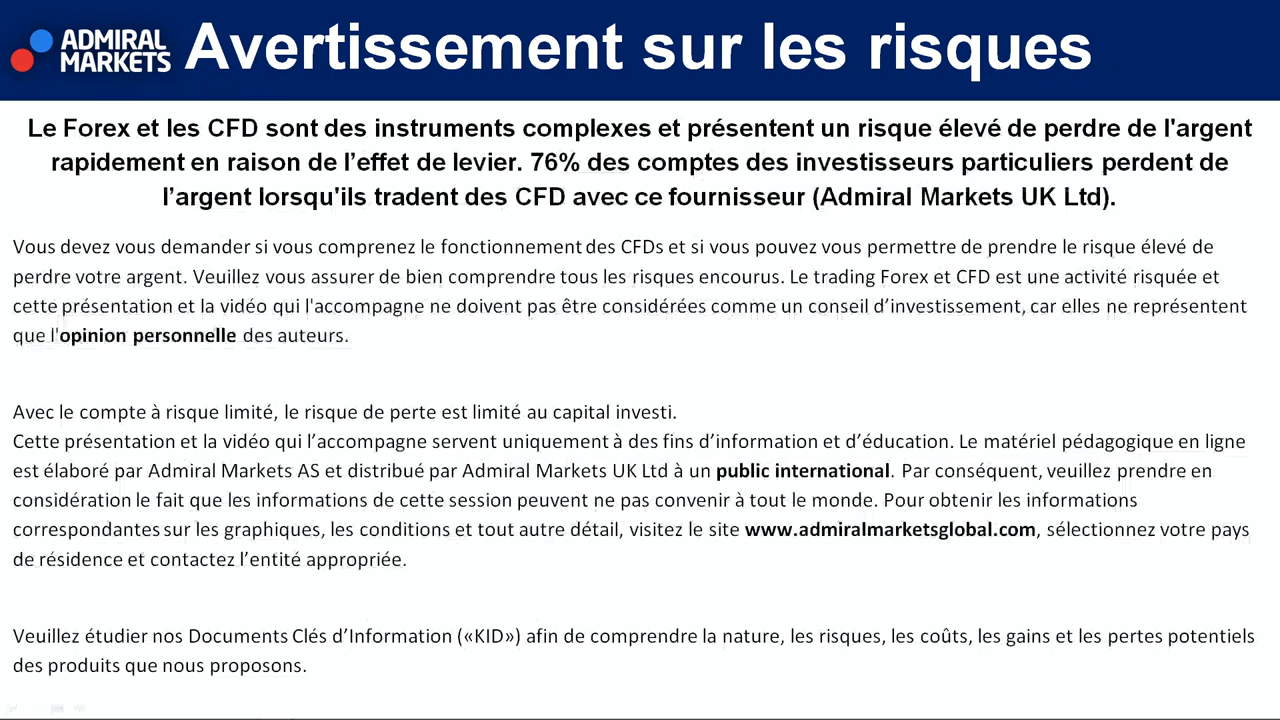 ADMIRAL
MARKETS
Avertissement sur les risques
Le Forex et les CFD sont des instruments complexes et présentent un risque élevé de perdre de l'argent
rapidement en raison de l’effet de levier. 76% des comptes des investisseurs particuliers perdent de
l’argent lorsqu'ils tradent des CFD avec ce fournisseur (Admiral Markets UK Ltd).
Vous devez vous demander si vous comprenez le fonctionnement des CFDs et si vous pouvez vous permettre de prendre le risque élevé de
perdre votre argent. Veuillez vous assurer de bien comprendre tous les risques encourus. Le trading Forex et CFD est une activité risquée et
cette présentation et la vidéo qui l'accompagne ne doivent pas être considérées comme un conseil d’investissement, car elles ne représentent
que l'opinion personnelle des auteurs.
Avec le compte à risque limité, le risque de perte est limité au capital investi.
Cette présentation et la vidéo qui l’accompagne servent uniquement à des fins d’information et d’éducation. Le matériel pédagogique en ligne
est élaboré par Admiral Markets AS et distribué par Admiral Markets UK Ltd à un public international. Par conséquent, veuillez prendre en
considération le fait que les informations de cette session peuvent ne pas convenir à tout le monde. Pour obtenir les informations
correspondantes sur les graphiques, les conditions et tout autre détail, visitez le site www.admiralmarketsglobal.com, sélectionnez votre pays
de résidence et contactez l’entité appropriée.
Veuillez étudier nos Documents Clés d’Information («KID») afin de comprendre la nature, les risques, les coûts, les gains et les pertes potentiels
des produits que nous proposons.